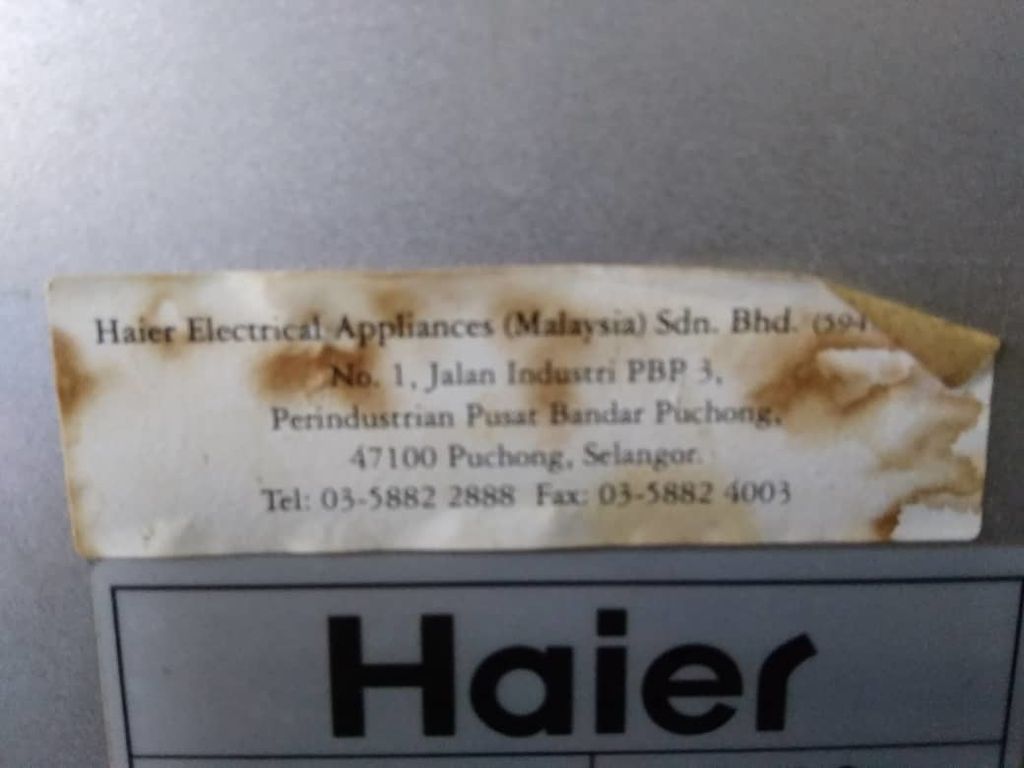 Haier Electrical Appliances (Malaysia) Sdn. Bhd. (594
No. 1, Jalan Industri PBP 3,
Perindustrian Pusat Bandar Puchong,
47100 Puchong, Selangor.
Tel: 03-5882 2888 Fax: 03-5882 4003
Haier